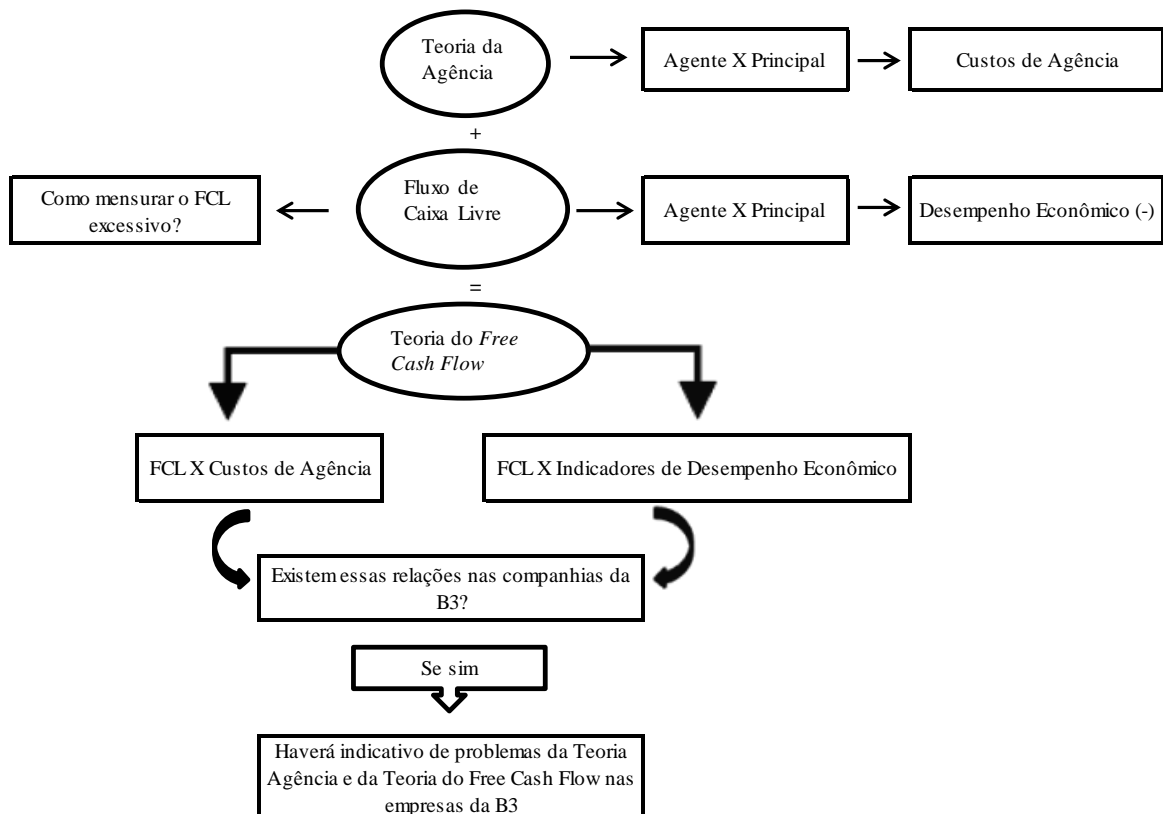 Teoria da
Agência
Agente X Principal
Custos de Agência
+
Como mensurar o FCL
excessivo?
Fluxo de
Caixa Livre
Agente X Principal
Desempenho Econômico (-)
=
Teoria do Free
Cash Flow
FCL X Custos de Agência
FCL X Indicadores de Desempenho Econômico
Existem essas relações nas companhias da
B3?
Se sim
Haverá indicativo de problemas da Teoria
Agência e da Teoria do Free Cash Flow nas
empresas da B3